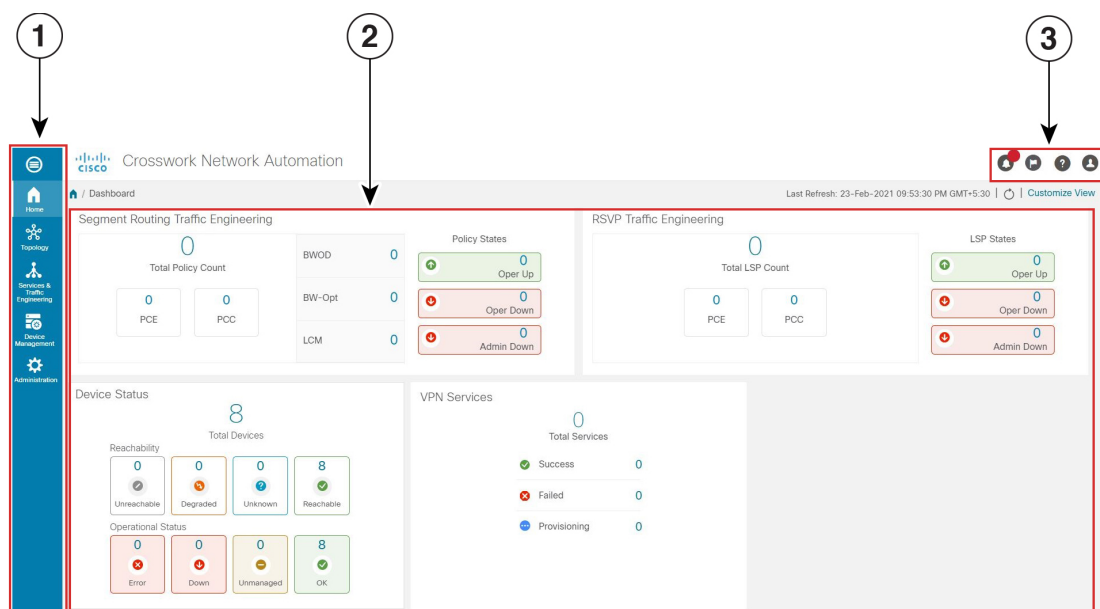 1
2
3
CISCO Crosswork Network Automation
/ Dashboard
Last Refresh: 23-Feb-2021 09:53:30 PM GMT+5:30 | | Customize View
Home
Topology
Services &
Traffic
Engineering
Device
Management
Administration
Segment Routing Traffic Engineering
0
Total Policy Count
0
PCE
0
PCC
BWOD 0
BW-Opt 0
LCM 0
Policy States
0
Oper Up
0
Oper Down
0
Admin Down
RSVP Traffic Engineering
0
Total LSP Count
0
PCE
0
PCC
LSP States
0
Oper Up
0
Oper Down
0
Admin Down
Device Status
8
Total Devices
Reachability
0
Unreachable
0
Degraded
0
?
Unknown
8
Reachable
Operational Status
0
Error
0
Down
0
Unmanaged
8
OK
VPN Services
0
Total Services
Success 0
Failed 0
Provisioning 0